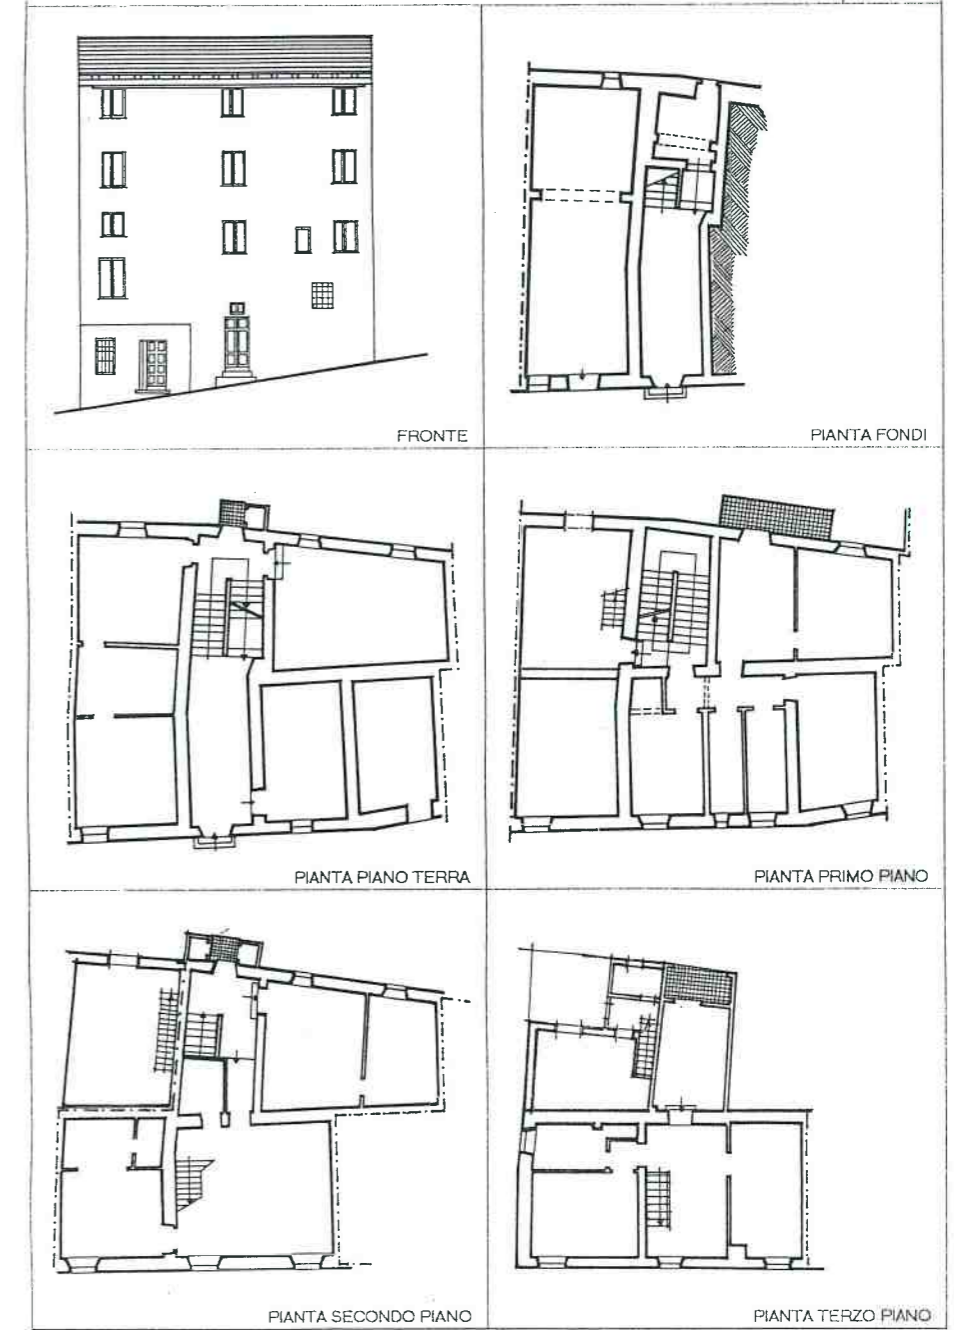 FRONTE
PIANTA FONDI
PIANTA PIANO TERRA
PIANTA PRIMO PIANO
PIANTA SECONDO PIANO
PIANTA TERZO PIANO